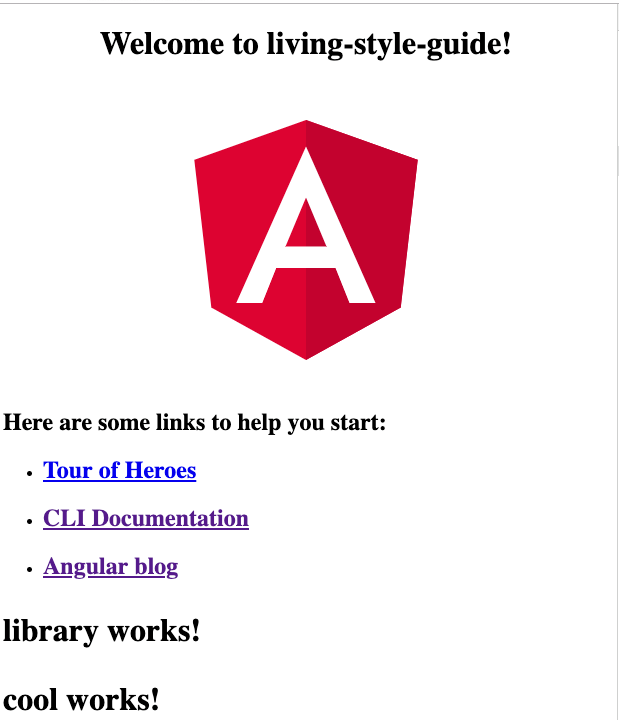 Welcome to living-style-guide!
A
Here are some links to help you start:
Tour of Heroes
CLI Documentation
Angular blog
library works!
cool works!